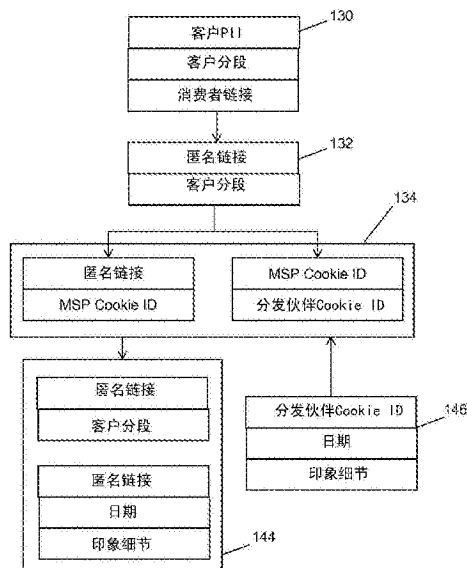 130
客户PII
客户分段
消费者链接
132
匿名链接
客户分段
134
匿名链接
MSP Cookie ID
MSP Cookie ID
分发伙伴Cookie ID
匿名链接
客户分段
匿名链接
日期
印象细节
144
分发伙伴Cookie ID
日期
印象细节
146